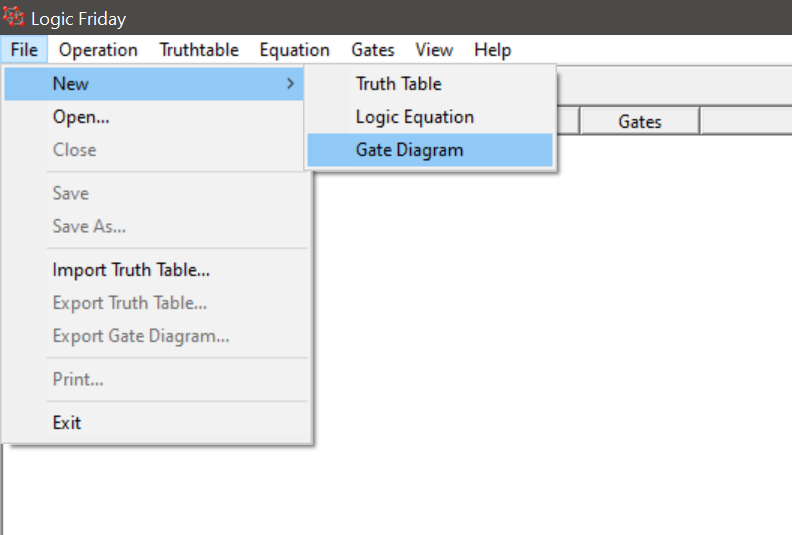 Logic Friday
File Operation Truthtable Equation Gates View Help
New > Truth Table
Open... Logic Equation Gates
Close Gate Diagram
Save
Save As...
Import Truth Table...
Export Truth Table...
Export Gate Diagram...
Print...
Exit